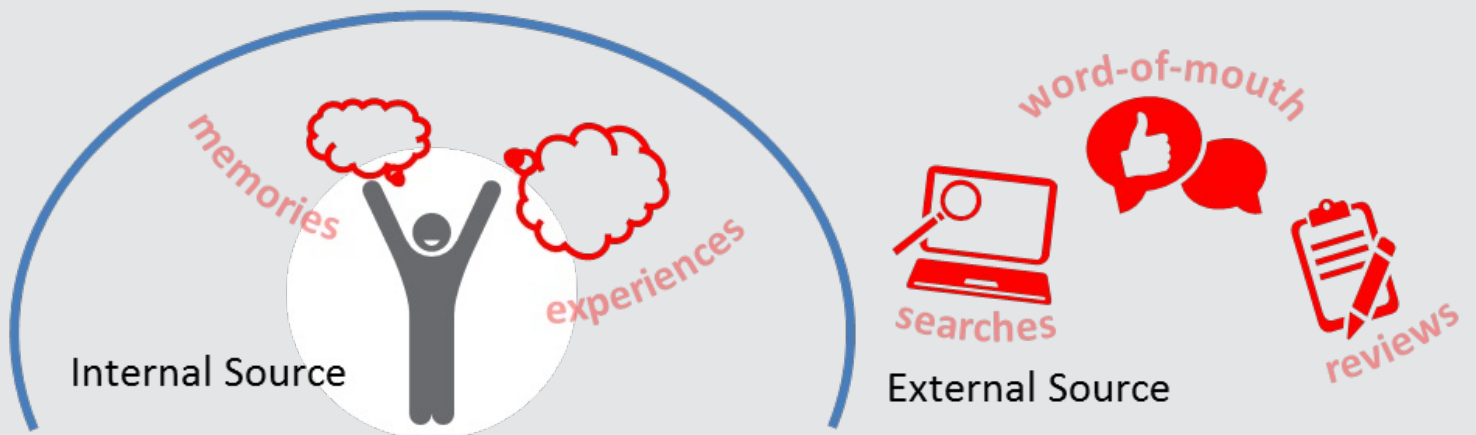 memories
experiences
Internal Source
word-of-mouth
searches
reviews
External Source